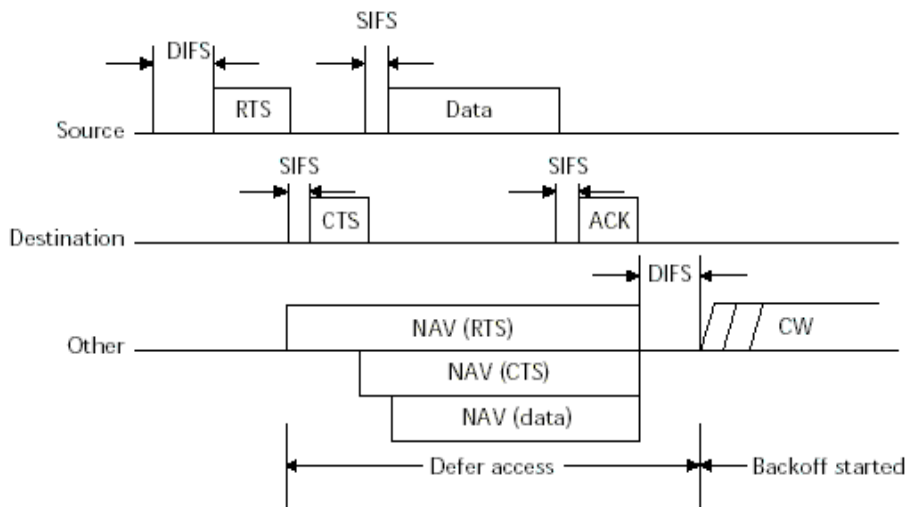 SIFS
DIFS
RTS
Data
Source
SIFS
SIFS
CTS
ACK
Destination
DIFS
NAV (RTS)
CW
Other
NAV (CTS)
NAV (data)
Defer access
Backoff started